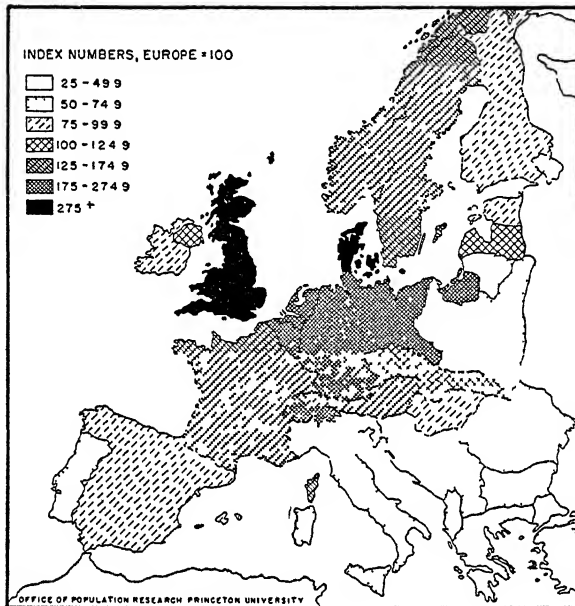 INDEX NUMBERS, EUROPE = 100
25 - 49 9
50 - 74 9
75 - 99 9
100 - 124 9
125 - 174 9
175 - 274 9
275 +
OFFICE OF POPULATION RESEARCH PRINCETON UNIVERSITY